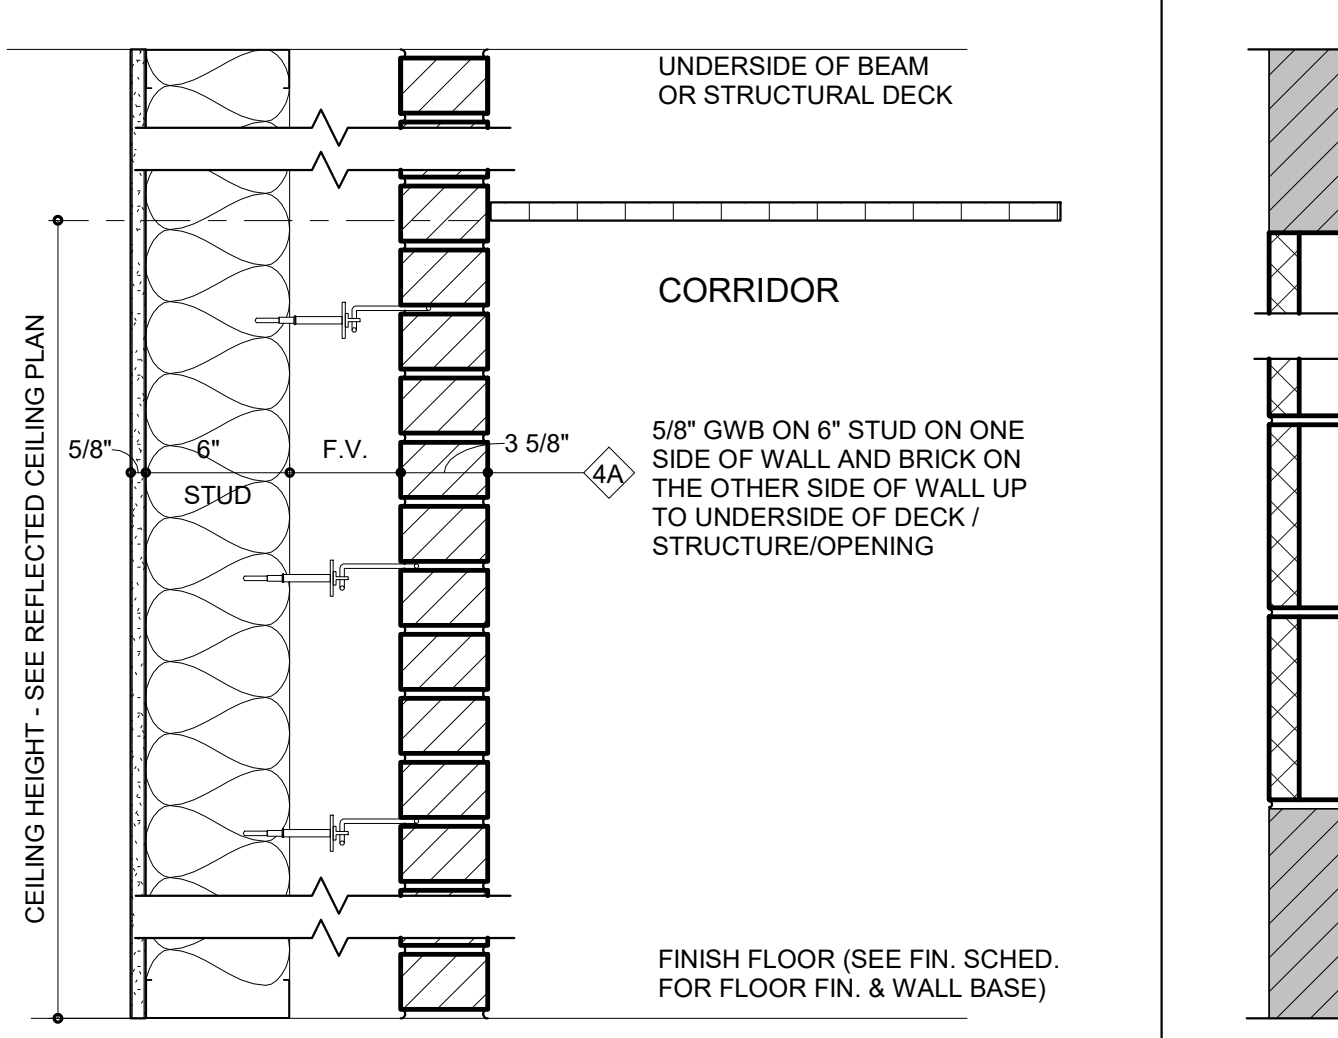 UNDERSIDE OF BEAM
OR STRUCTURAL DECK
CORRIDOR
CEILING HEIGHT - SEE REFLECTED CEILING PLAN
5/8"
6"
STUD
F.V.
3 5/8"
4A
5/8" GWB ON 6" STUD ON ONE
SIDE OF WALL AND BRICK ON
THE OTHER SIDE OF WALL UP
TO UNDERSIDE OF DECK /
STRUCTURE/OPENING
FINISH FLOOR (SEE FIN. SCHED.
FOR FLOOR FIN. & WALL BASE)